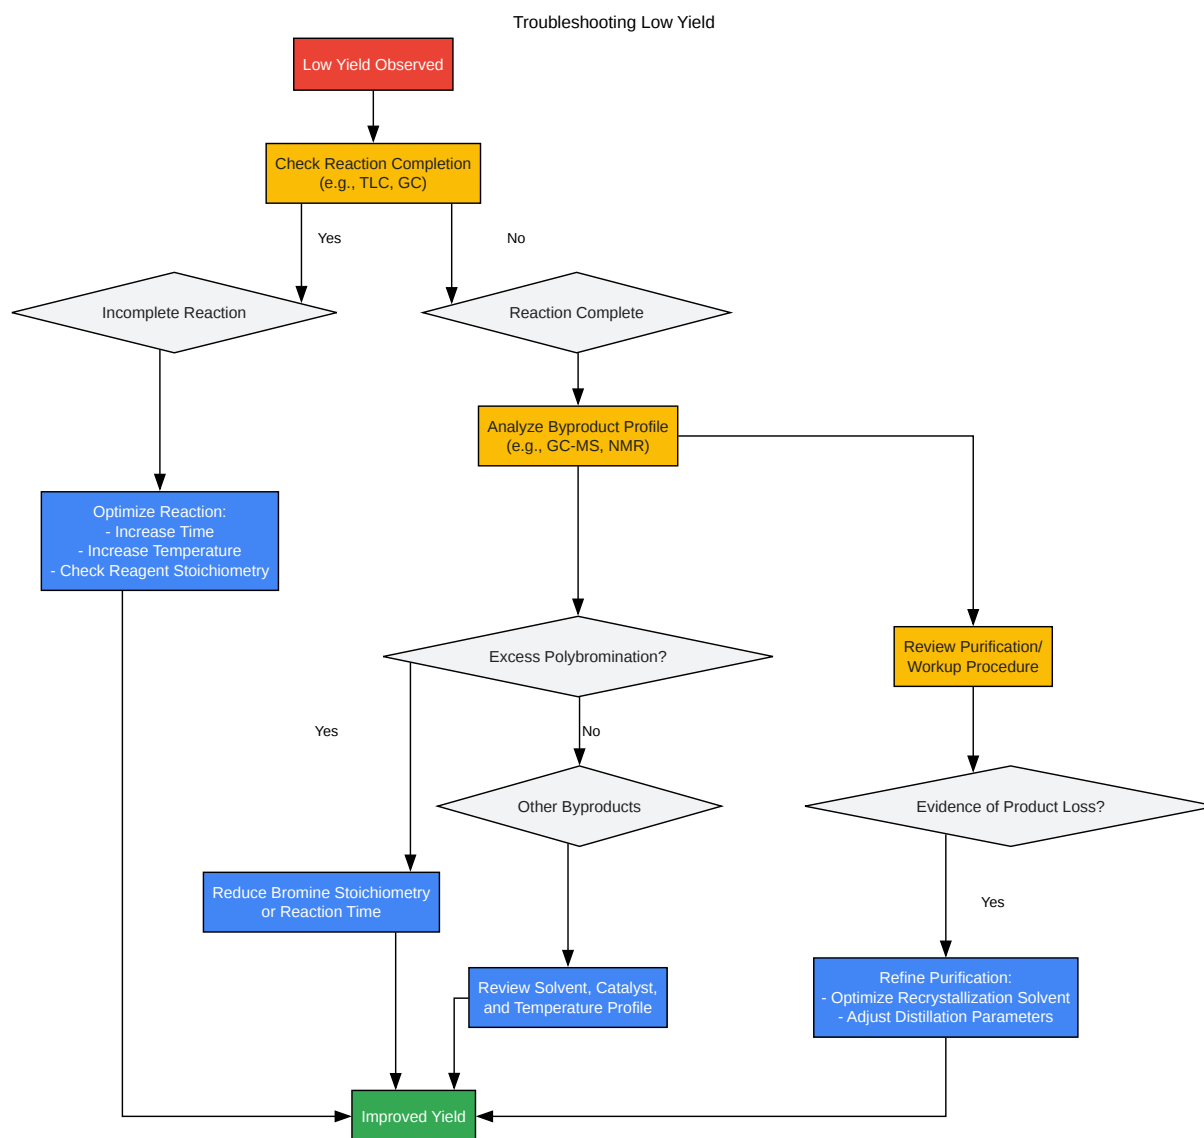 Troubleshooting Low Yield
Low Yield Observed
Check Reaction Completion
(e.g., TLC, GC)
Yes
No
Incomplete Reaction
Reaction Complete
Analyze Byproduct Profile
(e.g., GC-MS, NMR)
Optimize Reaction:
- Increase Time
- Increase Temperature
- Check Reagent Stoichiometry
Excess Polybromination?
Review Purification/
Workup Procedure
Yes
No
Other Byproducts
Evidence of Product Loss?
Reduce Bromine Stoichiometry
or Reaction Time
Yes
Review Solvent, Catalyst,
and Temperature Profile
Refine Purification:
- Optimize Recrystallization Solvent
- Adjust Distillation Parameters
Improved Yield